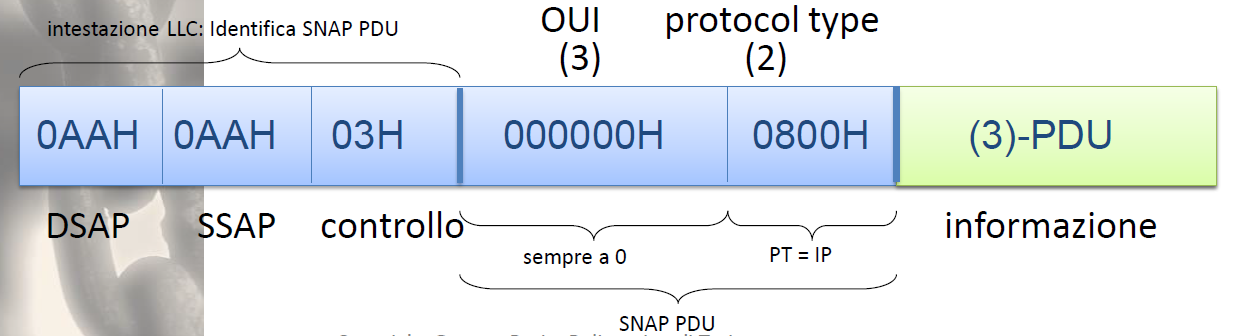 intestazione LLC: Identifica SNAP PDU
OUI
(3)
protocol type
(2)
0AAH 0AAH 03H 000000H 0800H (3)-PDU
DSAP SSAP controllo informazione
sempre a 0
PT = IP
SNAP PDU